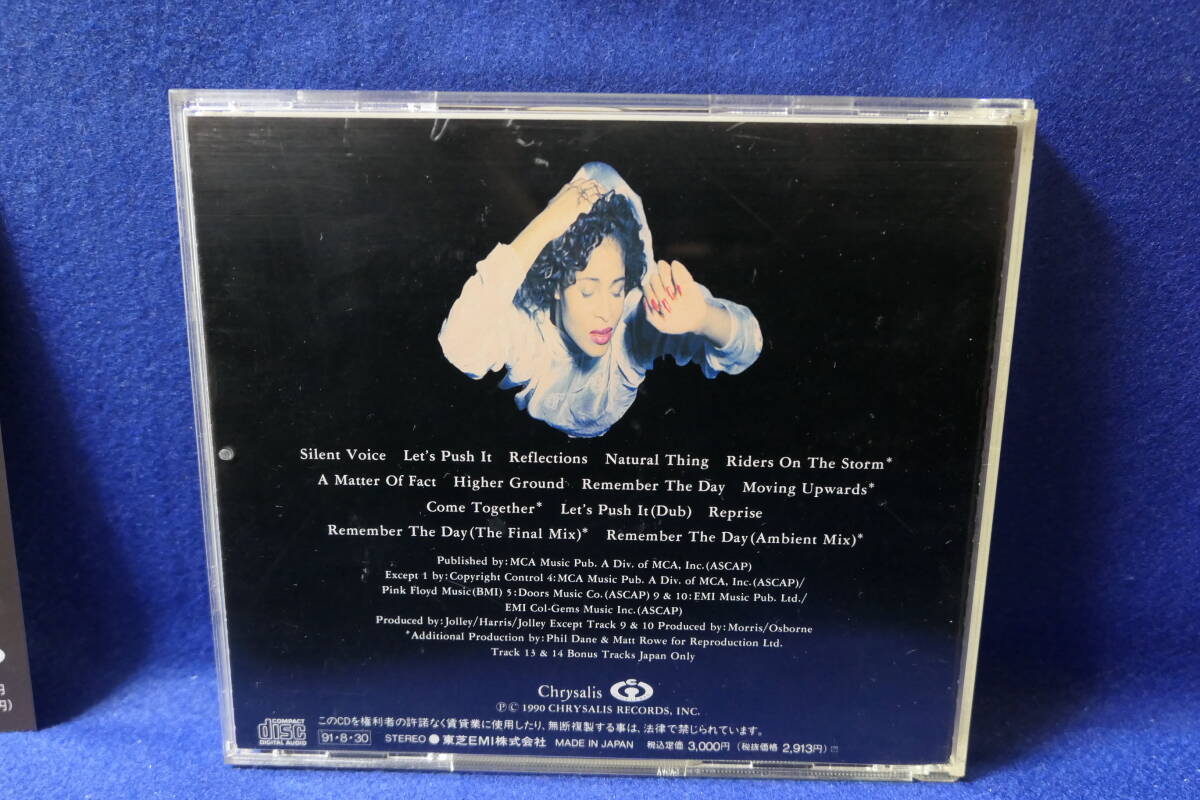 Silent Voice Let's Push It Reflections Natural Thing Riders On The Storm*
A Matter Of Fact Higher Ground Remember The Day Moving Upwards*
Come Together* Let's Push It(Dub) Reprise
Remember The Day(The Final Mix)* Remember The Day(Ambient Mix)*
Published by:MCA Music Pub. A Div. of MCA, Inc.(ASCAP)
Except 1 by:Copyright Control 4:MCA Music Pub. A Div. of MCA, Inc.(ASCAP)/
Pink Floyd Music(BMI) 5:Doors Music Co.(ASCAP) 9 & 10:EMI Music Pub. Ltd./
EMI Col-Gems Music Inc.(ASCAP)
Produced by:Jolley/Harris/Jolley Except Track 9 & 10 Produced by:Morris/Osborne
*Additional Production by:Phil Dane & Matt Rowe for Reproduction Ltd.
Track 13 & 14 Bonus Tracks Japan Only
Chrysalis
Ⓟ© 1990 CHRYSALIS RECORDS, INC.
COMPACT disc DIGITAL AUDIO
このCDを権利者の許諾なく賃貸業に使用したり、無断複製する事は、法律で禁じられています。
91・8・30 STEREO ●東芝EMI株式会社 MADE IN JAPAN 税込定価 3,000円 (税抜価格 2,913円)
円
円)